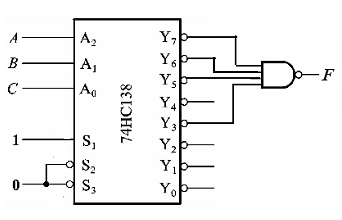 A A₂ Y₇
B A₁ Y₆
C A₀ Y₅
Y₄
Y₃
1 S₁ Y₂
S₂ Y₁
0 S₃ Y₀
74HC138
F